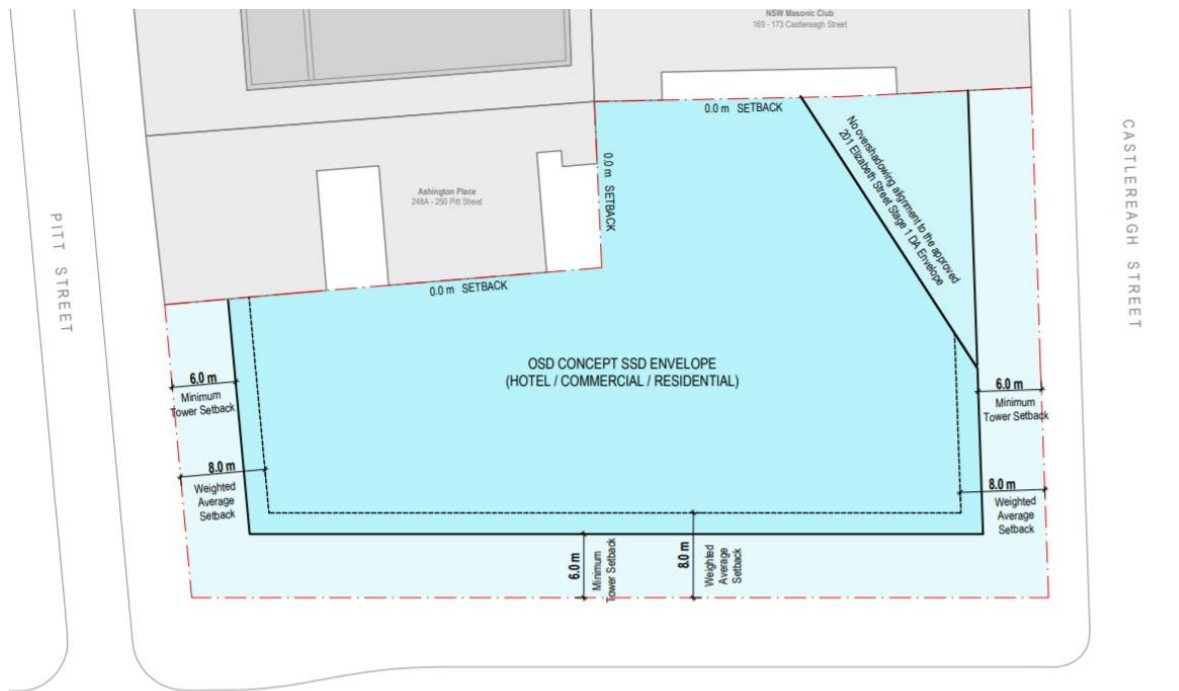 NSW Masonic Club
169 - 173 Castlereagh Street
0.0 m SETBACK
No overshadowing alignment to the approved
201 Elizabeth Street Stage 1 DA Envelope
CASTLEREAGH STREET
0.0 m SETBACK
Ashington Place
248A - 250 Pitt Street
PITT STREET
0.0 m SETBACK
OSD CONCEPT SSD ENVELOPE
(HOTEL / COMMERCIAL / RESIDENTIAL)
6.0 m
Minimum
Tower Setback
6.0 m
Minimum
Tower Setback
8.0 m
Weighted
Average
Setback
8.0 m
Weighted
Average
Setback
6.0 m
Minimum
Tower Setback
8.0 m
Weighted
Average
Setback